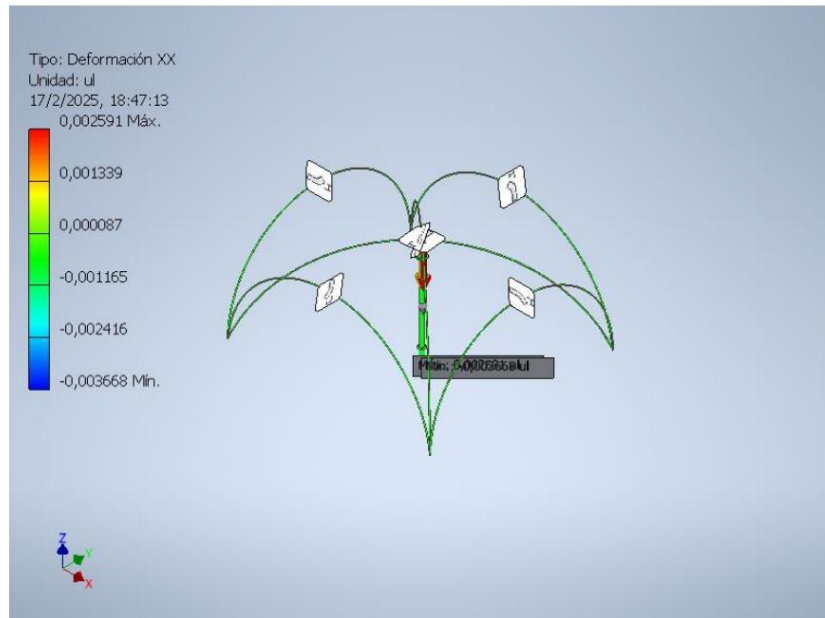 Tipo: Deformación XX
Unidad: ul
17/2/2025, 18:47:13
0,002591 Máx.
0,001339
0,000087
-0,001165
-0,002416
-0,003668 Mín.
Z
Y
X